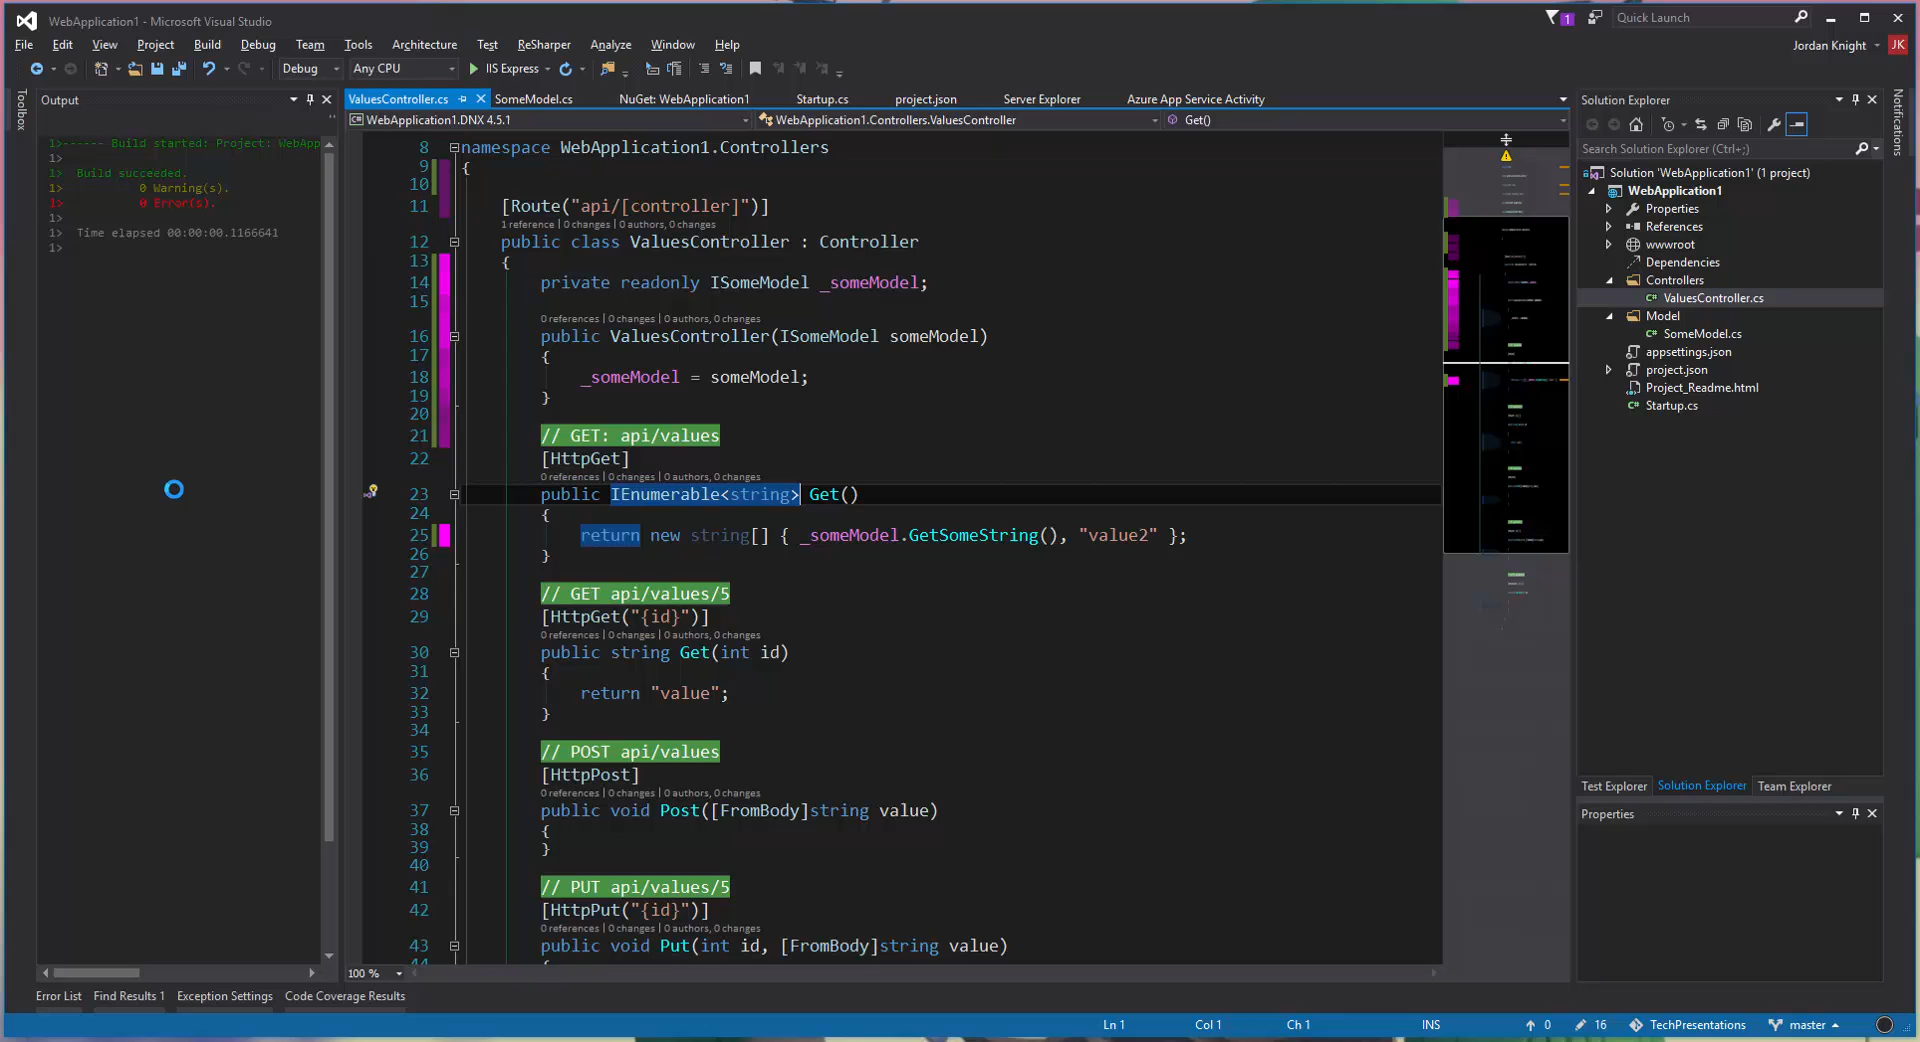 WebApplication1 - Microsoft Visual Studio
1
Quick Launch
File Edit View Project Build Debug Team Tools Architecture Test ReSharper Analyze Window Help
Jordan Knight JK
Debug Any CPU IIS Express
Toolbox
Output
ValuesController.cs SomeModel.cs NuGet: WebApplication1 Startup.cs project.json Server Explorer Azure App Service Activity
WebApplication1.DNX 4.5.1 WebApplication1.Controllers.ValuesController Get()
1>------ Build started: Project: WebApp
1>
1> Build succeeded.
1> 0 Warning(s).
1> 0 Error(s).
1>
1> Time elapsed 00:00:00.1166641
1>
8 namespace WebApplication1.Controllers
9 {
10
11 [Route("api/[controller]")]
1 reference | 0 changes | 0 authors, 0 changes
12 public class ValuesController : Controller
13 {
14 private readonly ISomeModel _someModel;
15
0 references | 0 changes | 0 authors, 0 changes
16 public ValuesController(ISomeModel someModel)
17 {
18 _someModel = someModel;
19 }
20
21 // GET: api/values
22 [HttpGet]
0 references | 0 changes | 0 authors, 0 changes
23 public IEnumerable<string> Get()
24 {
25 return new string[] { _someModel.GetSomeString(), "value2" };
26 }
27
28 // GET api/values/5
29 [HttpGet("{id}")]
0 references | 0 changes | 0 authors, 0 changes
30 public string Get(int id)
31 {
32 return "value";
33 }
34
35 // POST api/values
36 [HttpPost]
0 references | 0 changes | 0 authors, 0 changes
37 public void Post([FromBody]string value)
38 {
39 }
40
41 // PUT api/values/5
42 [HttpPut("{id}")]
0 references | 0 changes | 0 authors, 0 changes
43 public void Put(int id, [FromBody]string value)
44 {
100 %
Solution Explorer
Search Solution Explorer (Ctrl+;)
Solution 'WebApplication1' (1 project)
WebApplication1
Properties
References
wwwroot
Dependencies
Controllers
C# ValuesController.cs
Model
C# SomeModel.cs
appsettings.json
project.json
Project_Readme.html
C# Startup.cs
Test Explorer Solution Explorer Team Explorer
Properties
Notifications
Error List Find Results 1 Exception Settings Code Coverage Results
Ln 1 Col 1 Ch 1 INS 0 16 TechPresentations master